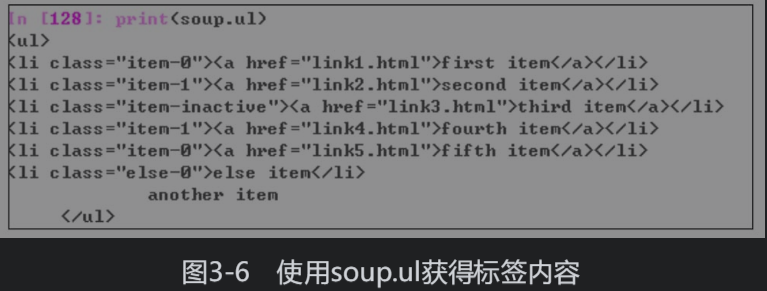 In [128]: print(soup.ul)
<ul>
<li class="item-0"><a href="link1.html">first item</a></li>
<li class="item-1"><a href="link2.html">second item</a></li>
<li class="item-inactive"><a href="link3.html">third item</a></li>
<li class="item-1"><a href="link4.html">fourth item</a></li>
<li class="item-0"><a href="link5.html">fifth item</a></li>
<li class="else-0">else item</li>
another item
</ul>
图3-6 使用soup.ul获得标签内容